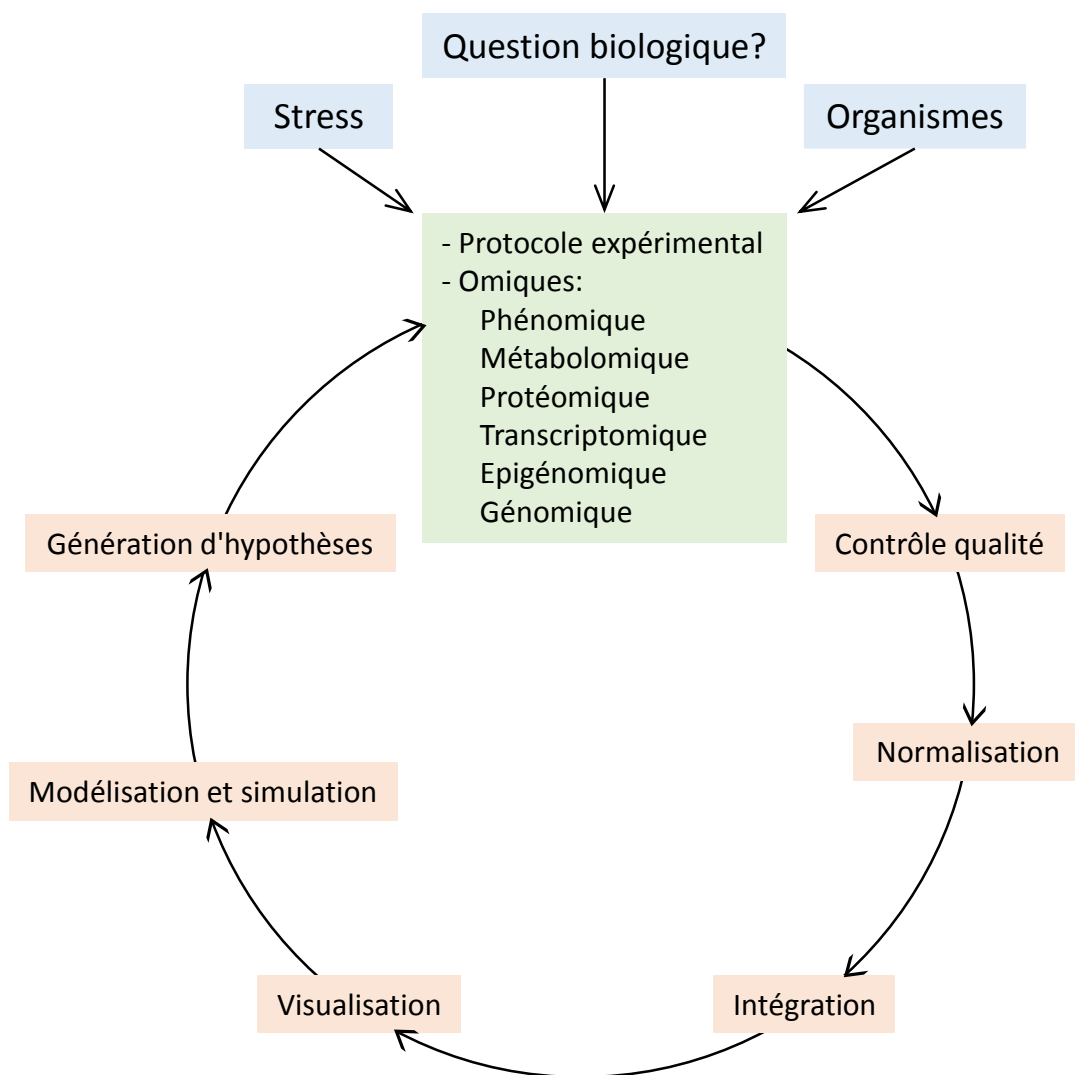 Question biologique?
Stress
Organismes
- Protocole expérimental
- Omiques:
Phénomique
Métabolomique
Protéomique
Transcriptomique
Epigénomique
Génomique
Génération d'hypothèses
Contrôle qualité
Normalisation
Modélisation et simulation
Visualisation
Intégration